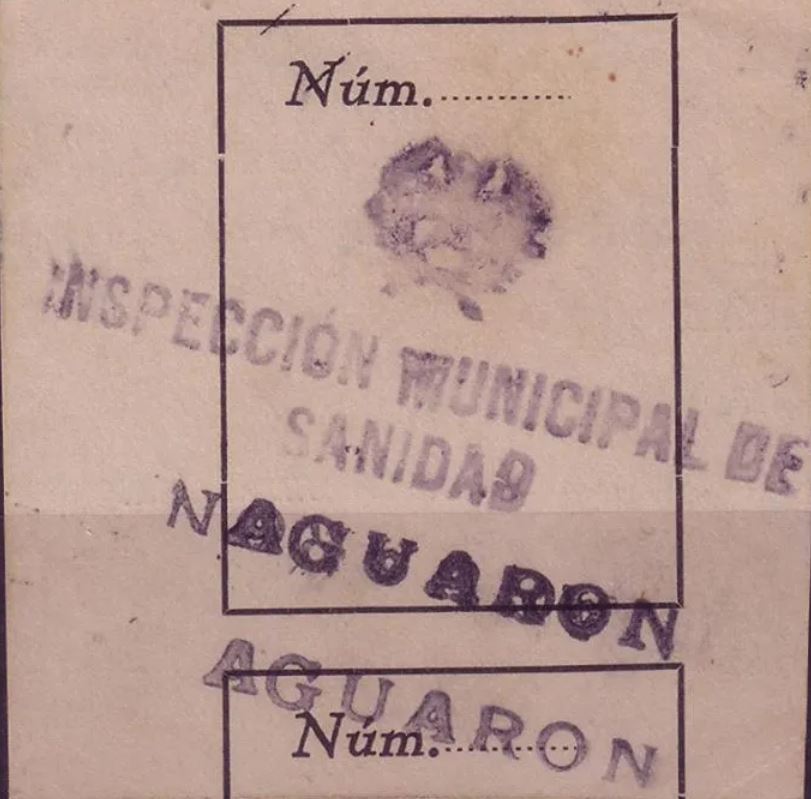 Núm.
INSPECCIÓN MUNICIPAL DE
SANIDAD
NAGUARON
AGUARON
Núm.